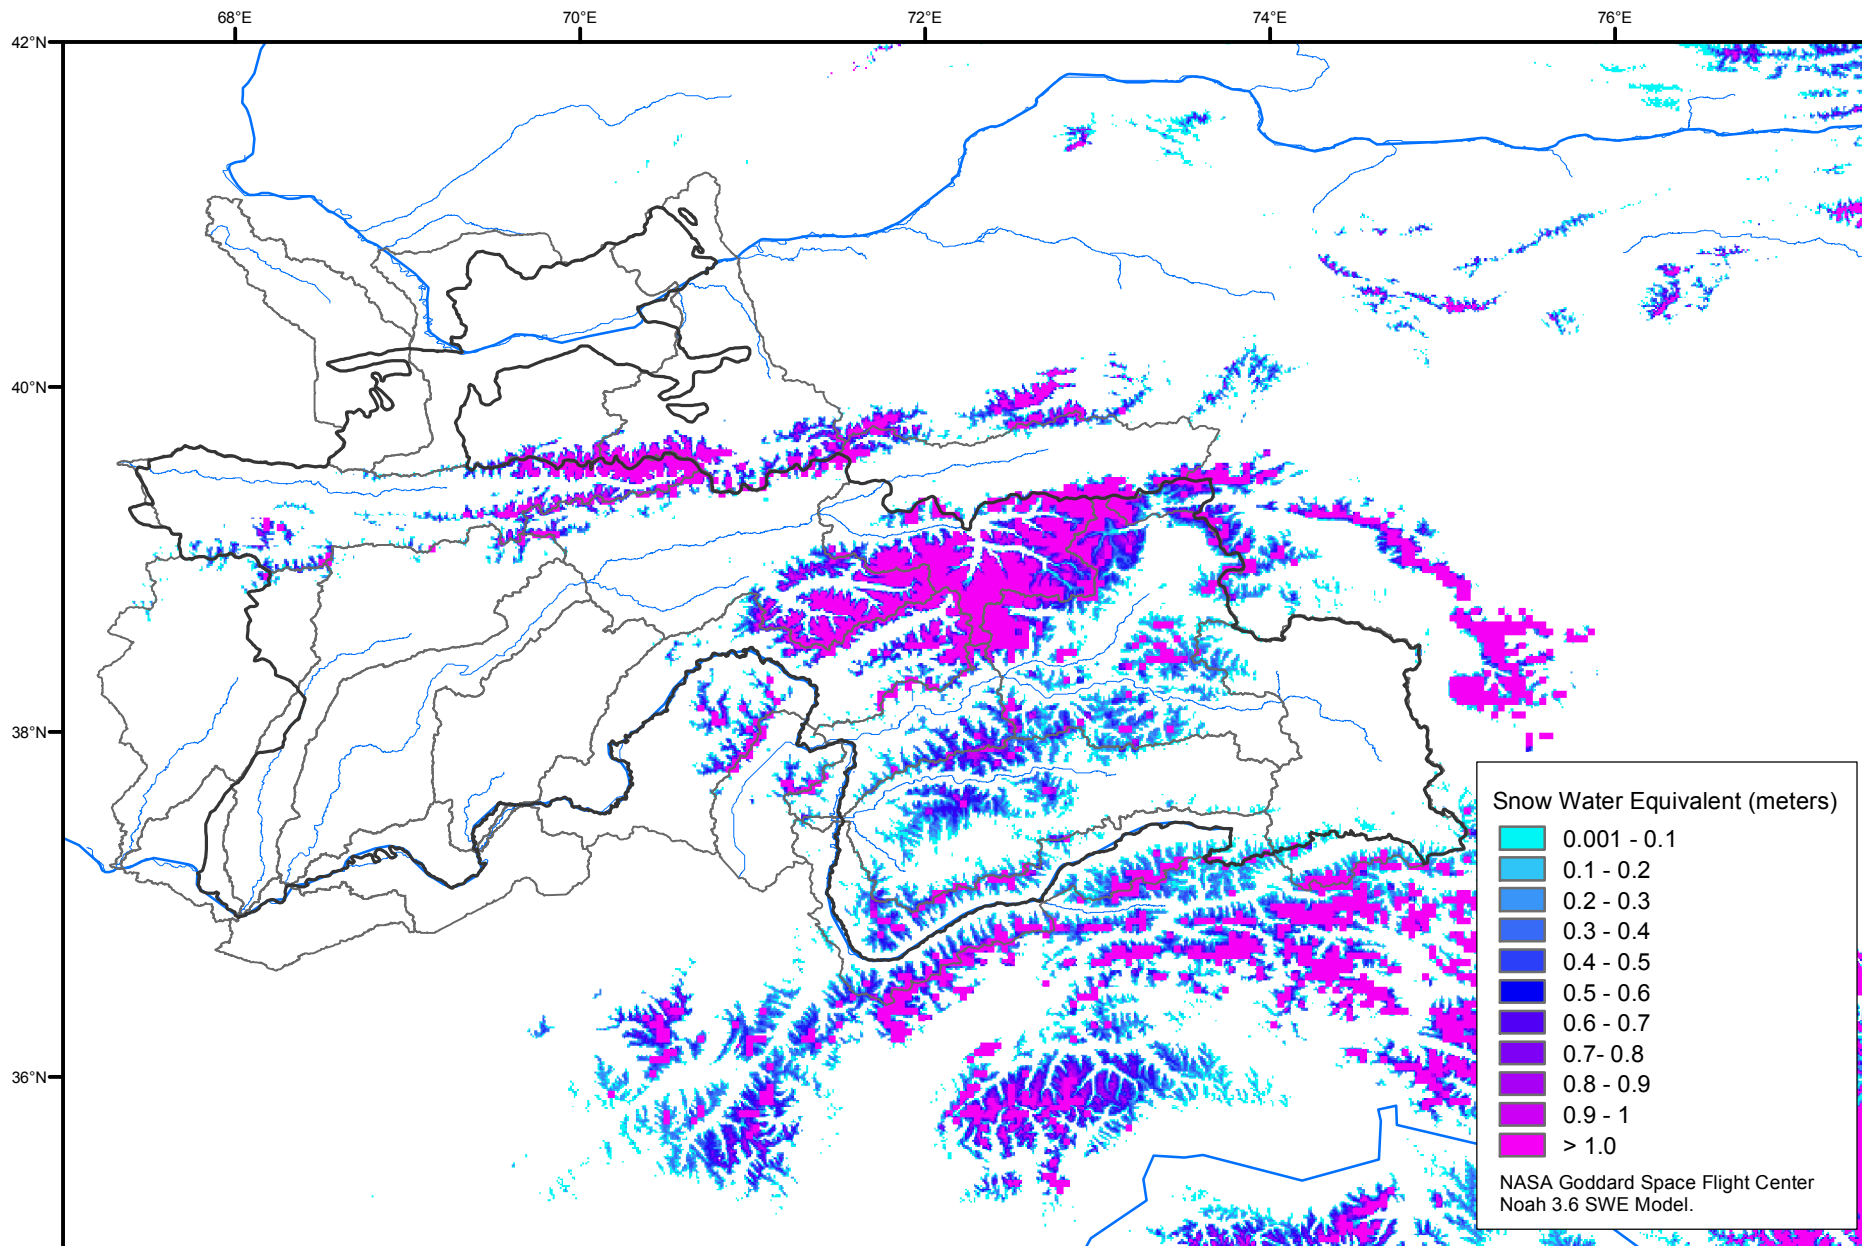 68°E 70°E 72°E 74°E 76°E
42°N
40°N
38°N
36°N
Snow Water Equivalent (meters)
0.001 - 0.1
0.1 - 0.2
0.2 - 0.3
0.3 - 0.4
0.4 - 0.5
0.5 - 0.6
0.6 - 0.7
0.7- 0.8
0.8 - 0.9
0.9 - 1
> 1.0
NASA Goddard Space Flight Center
Noah 3.6 SWE Model.